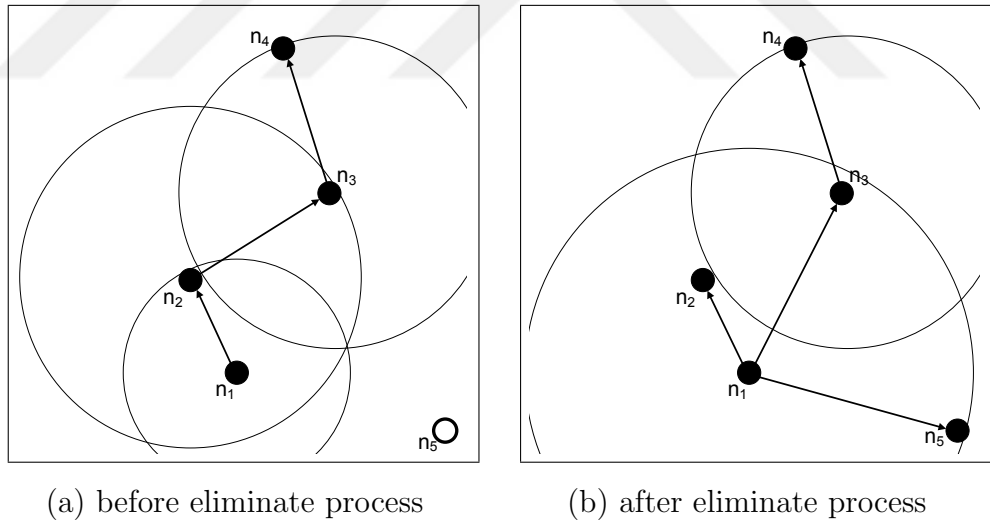 n4
n3
n2
n1
n5
n4
n3
n2
n1
n5
(a) before eliminate process
(b) after eliminate process